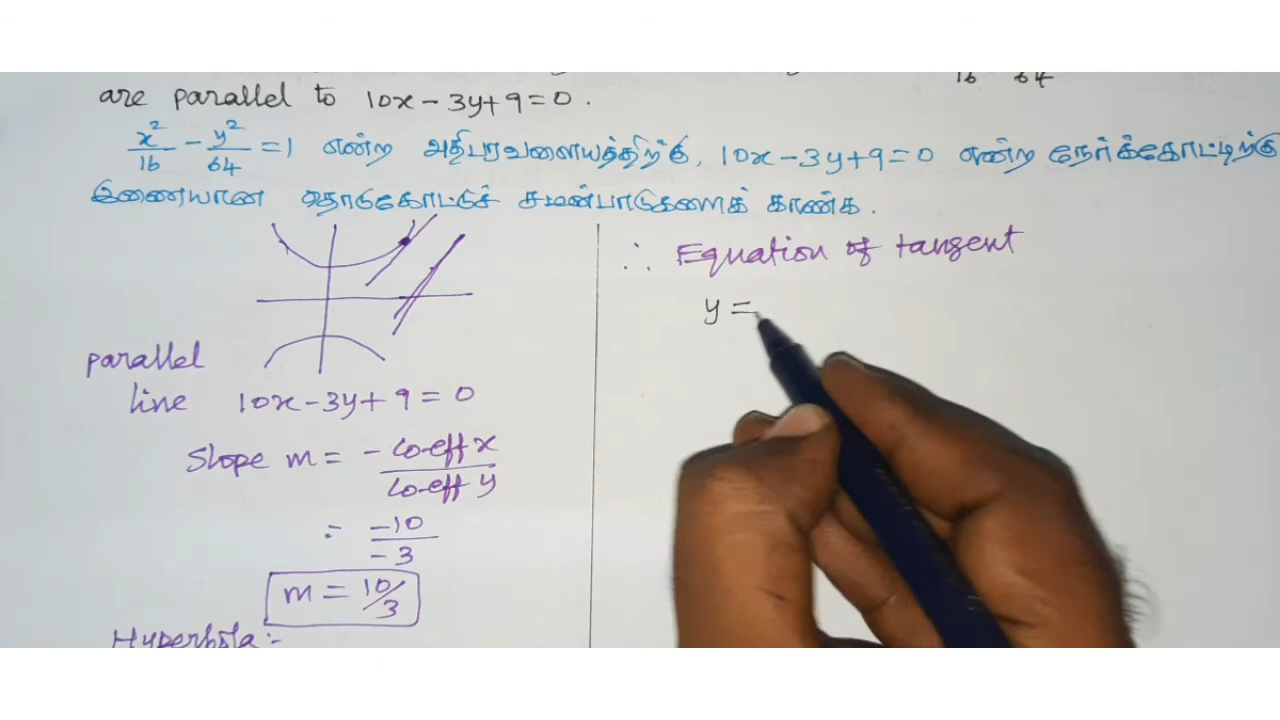 are parallel to 10x - 3y + 9 = 0 .
x²/16 - y²/64 = 1 என்ற அதிபரவளையத்திற்கு, 10x - 3y + 9 = 0 என்ற நேர்க்கோட்டிற்கு
இணையான தொடுகோட்டுச் சமன்பாடுகளைக் காண்க .
parallel
line 10x - 3y + 9 = 0
Slope m = - co-eff x / co-eff y
= -10 / -3
m = 10/3
Hyperbola :-
∴ Equation of tangent
y =